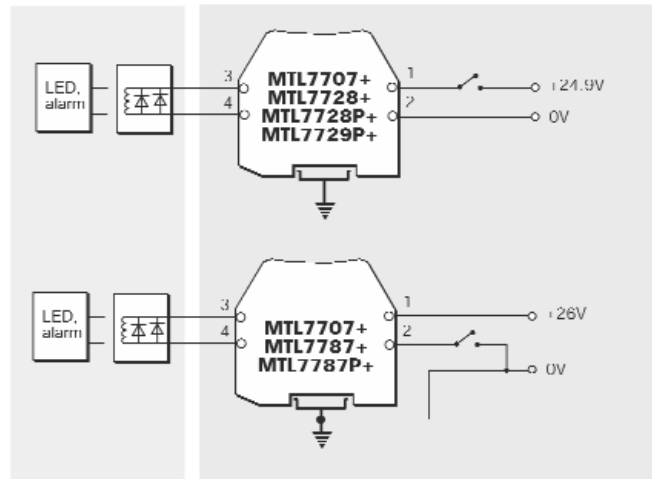 LED,
alarm
3
4
MTL7707+
MTL7728+
MTL7728P+
MTL7729P+
1
2
+24.9V
0V
LED,
alarm
3
4
MTL7707+
MTL7787+
MTL7787P+
1
2
+26V
0V